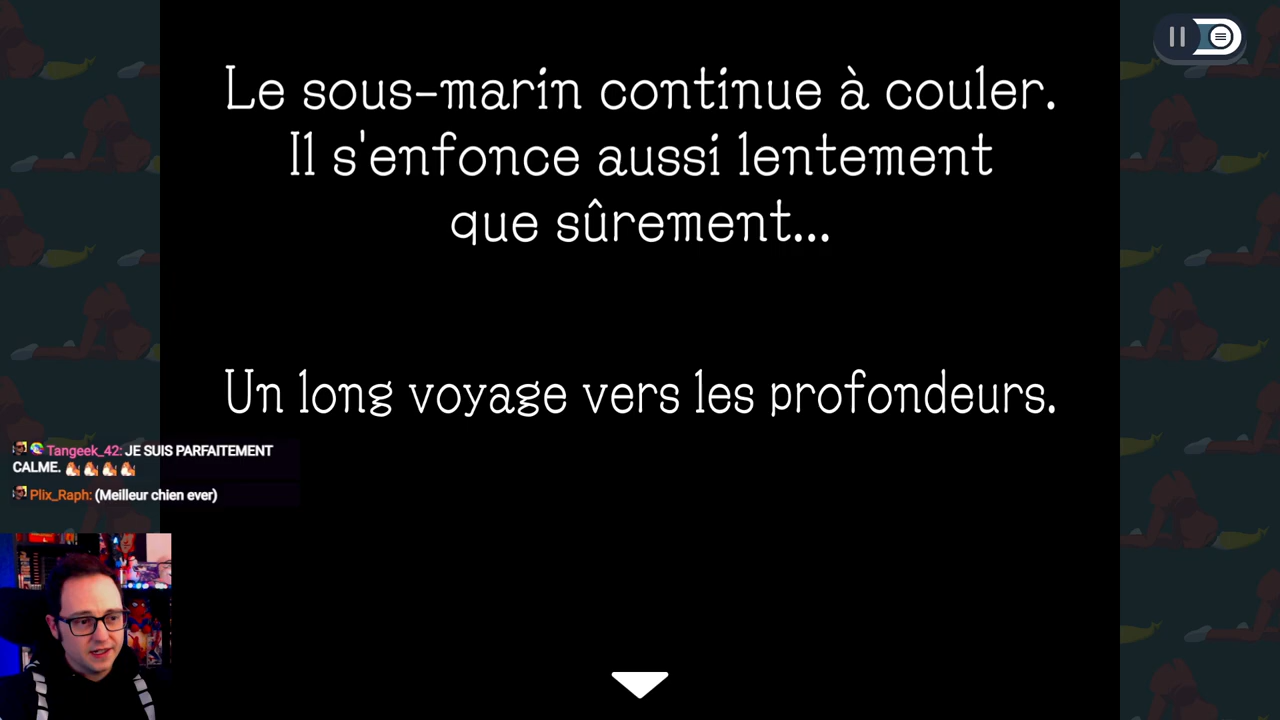 Le sous-marin continue à couler.
Il s'enfonce aussi lentement
que sûrement...
Un long voyage vers les profondeurs.
Tangeek_42: JE SUIS PARFAITEMENT
CALME.
Plix_Raph: (Meilleur chien ever)